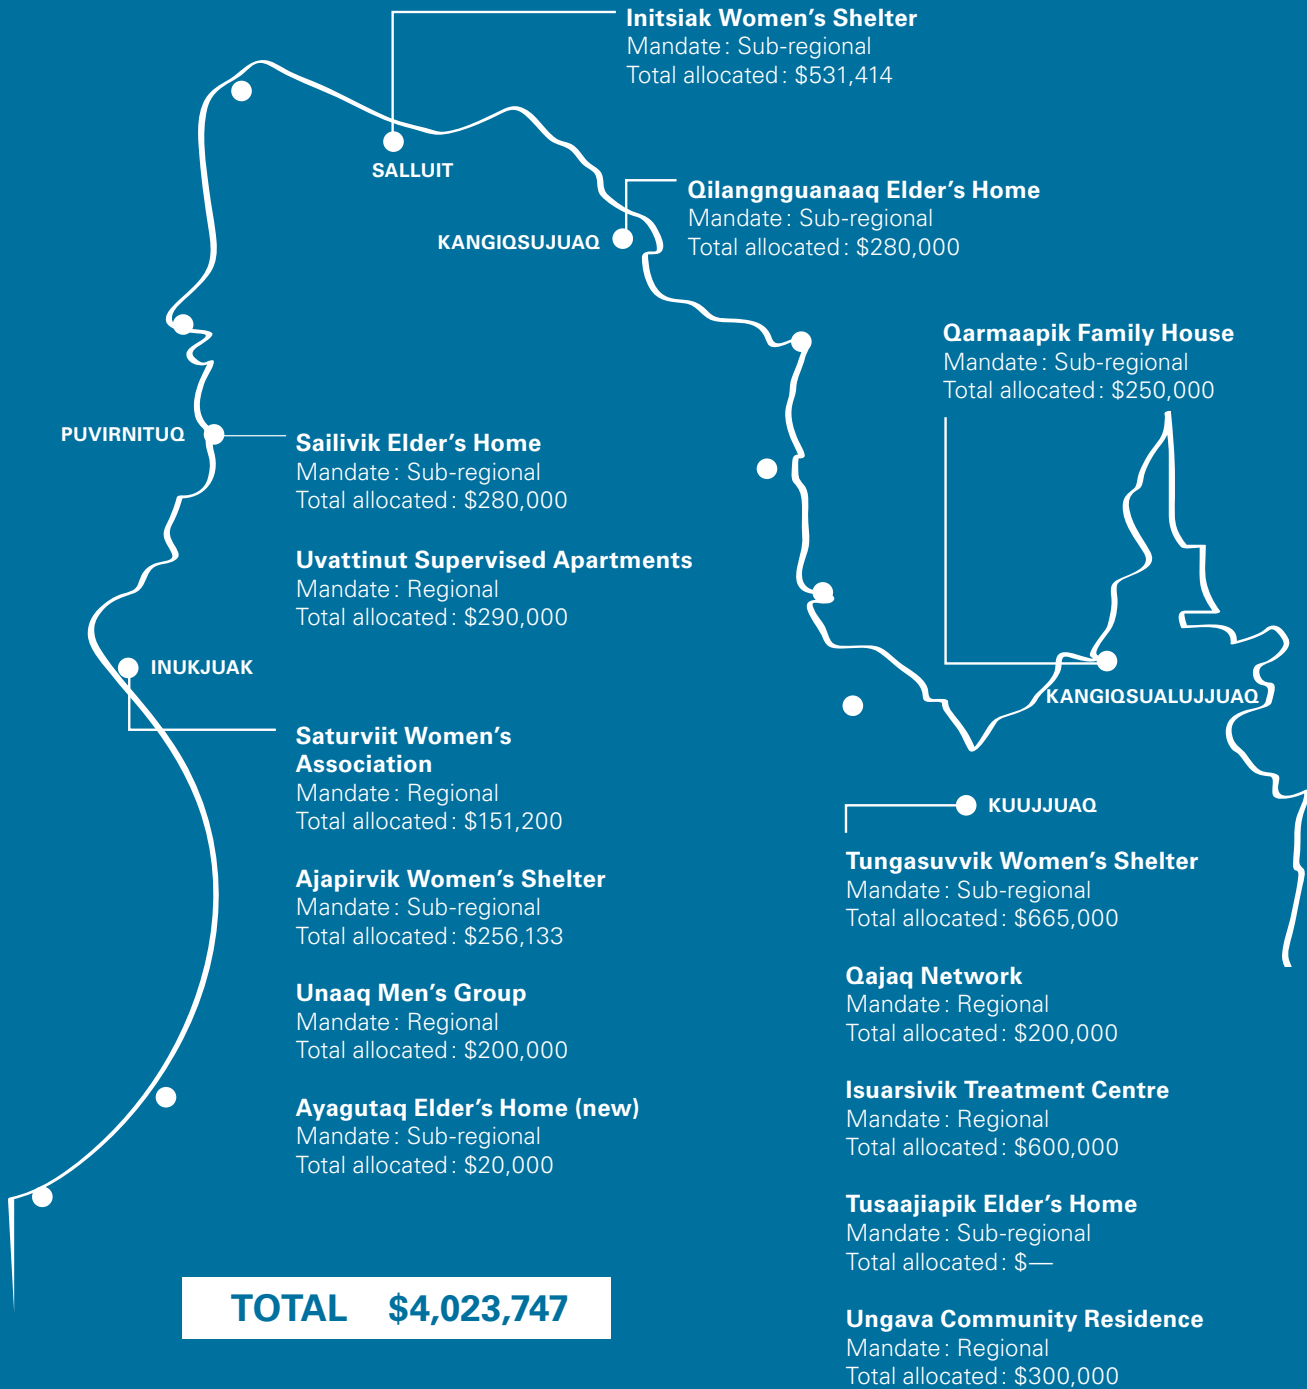 Initsiak Women's Shelter
Mandate : Sub-regional
Total allocated : $531,414
SALLUIT
Qilangnguanaaq Elder's Home
Mandate : Sub-regional
Total allocated : $280,000
KANGIQSUJUAQ
Qarmaapik Family House
Mandate : Sub-regional
Total allocated : $250,000
KANGIQSUALUJJUAQ
PUVIRNITUQ
Sailivik Elder's Home
Mandate : Sub-regional
Total allocated : $280,000
Uvattinut Supervised Apartments
Mandate : Regional
Total allocated : $290,000
INUKJUAK
Saturviit Women's
Association
Mandate : Regional
Total allocated : $151,200
Ajapirvik Women's Shelter
Mandate : Sub-regional
Total allocated : $256,133
Unaaq Men's Group
Mandate : Regional
Total allocated : $200,000
Ayagutaq Elder's Home (new)
Mandate : Sub-regional
Total allocated : $20,000
KUUJJUAQ
Tungasuvvik Women's Shelter
Mandate : Sub-regional
Total allocated : $665,000
Qajaq Network
Mandate : Regional
Total allocated : $200,000
Isuarsivik Treatment Centre
Mandate : Regional
Total allocated : $600,000
Tusaajiapik Elder's Home
Mandate : Sub-regional
Total allocated : $—
Ungava Community Residence
Mandate : Regional
Total allocated : $300,000
TOTAL $4,023,747